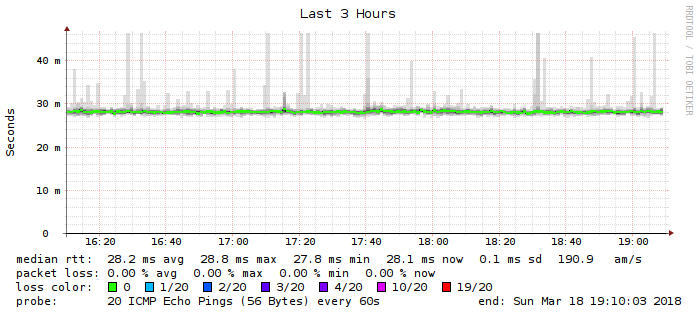 Last 3 Hours
RRDTOOL / TOBI OETIKER
Seconds
40 m
30 m
20 m
10 m
0
16:20 16:40 17:00 17:20 17:40 18:00 18:20 18:40 19:00
median rtt: 28.2 ms avg 28.8 ms max 27.8 ms min 28.1 ms now 0.1 ms sd 190.9 am/s
packet loss: 0.00 % avg 0.00 % max 0.00 % min 0.00 % now
loss color: 0 1/20 2/20 3/20 4/20 10/20 19/20
probe: 20 ICMP Echo Pings (56 Bytes) every 60s end: Sun Mar 18 19:10:03 2018